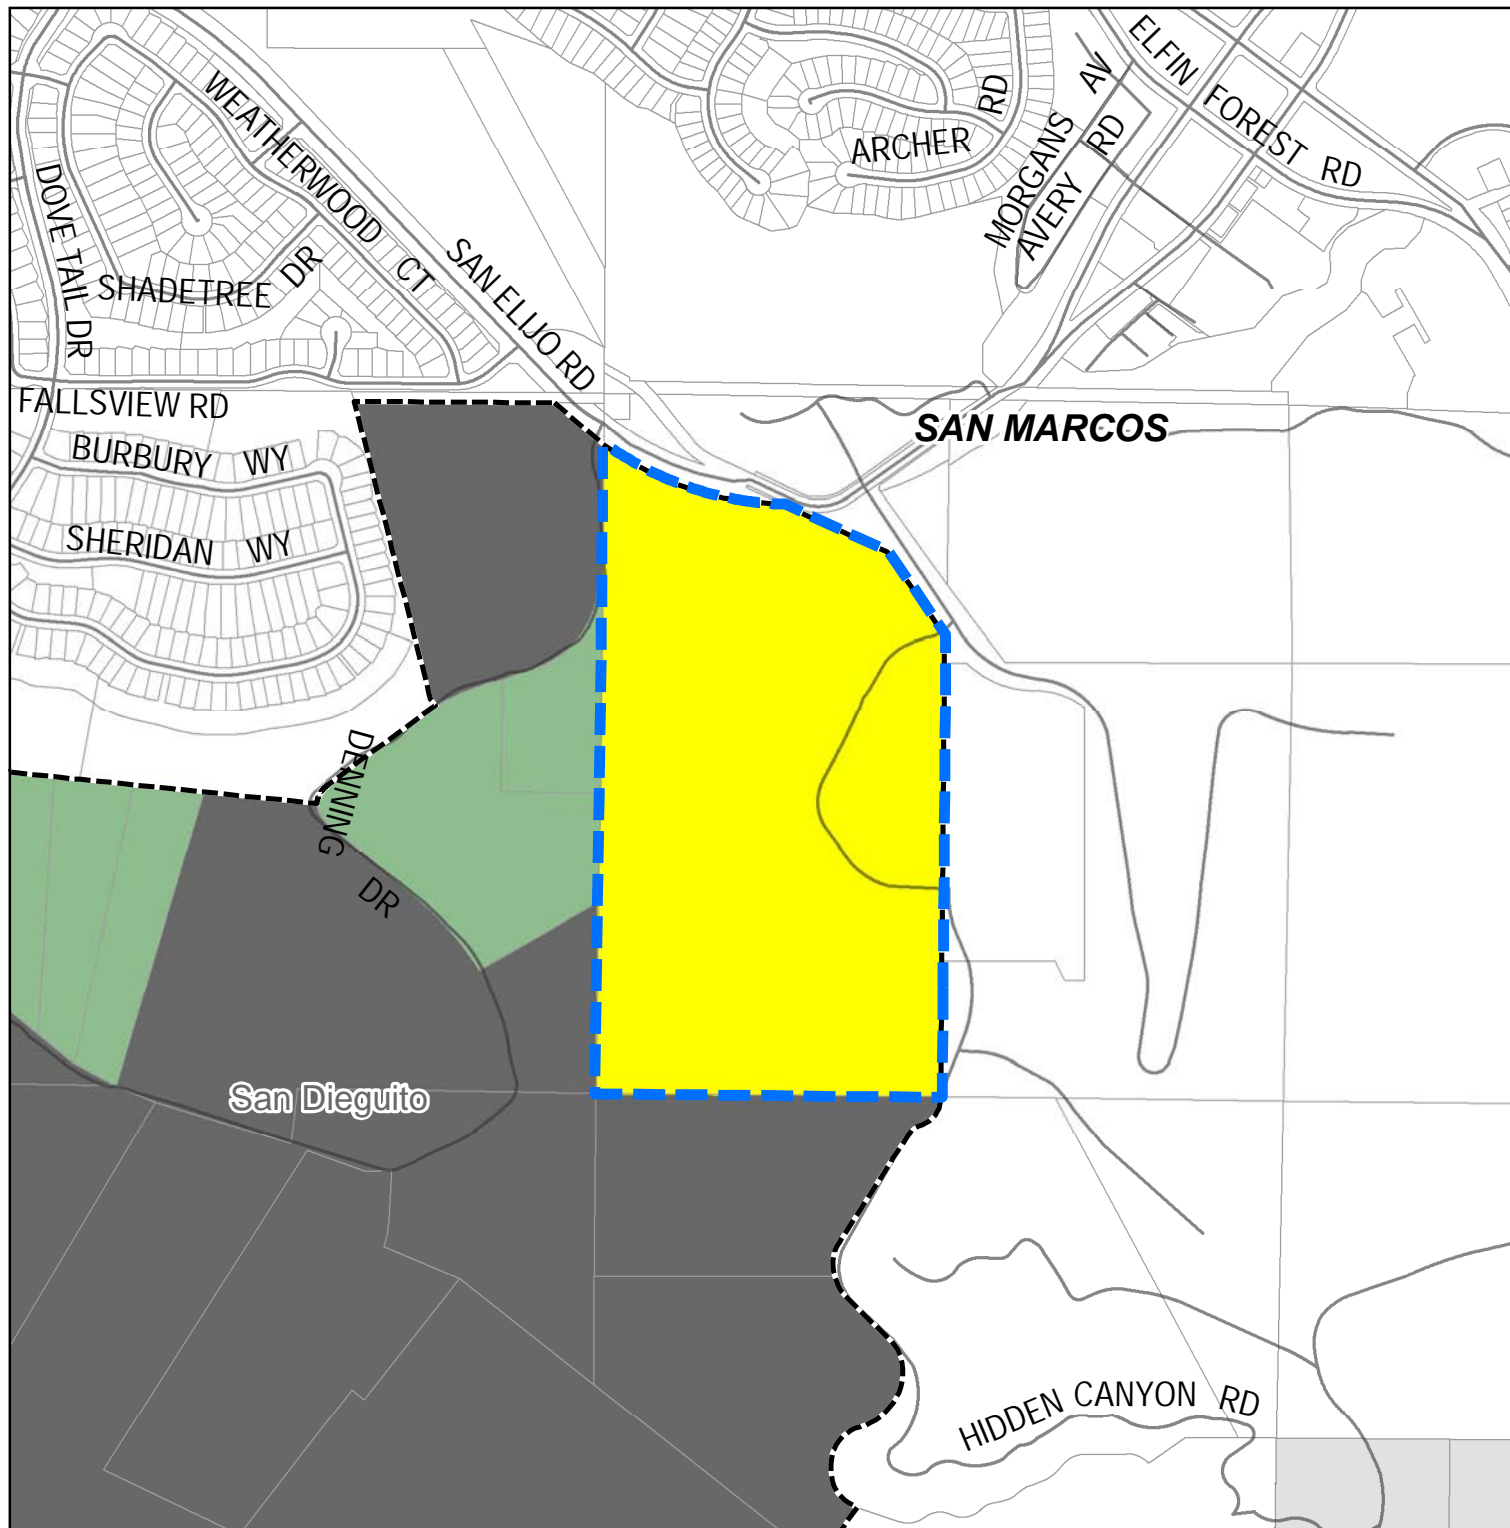 ELFIN FOREST RD
MORGANS AV
AVERY RD
ARCHER RD
WEATHERWOOD CT
DOVE TAIL DR
SHADETREE DR
SAN ELIJO RD
FALLSVIEW RD
SAN MARCOS
BURBURY WY
SHERIDAN WY
DENNING DR
San Dieguito
HIDDEN CANYON RD